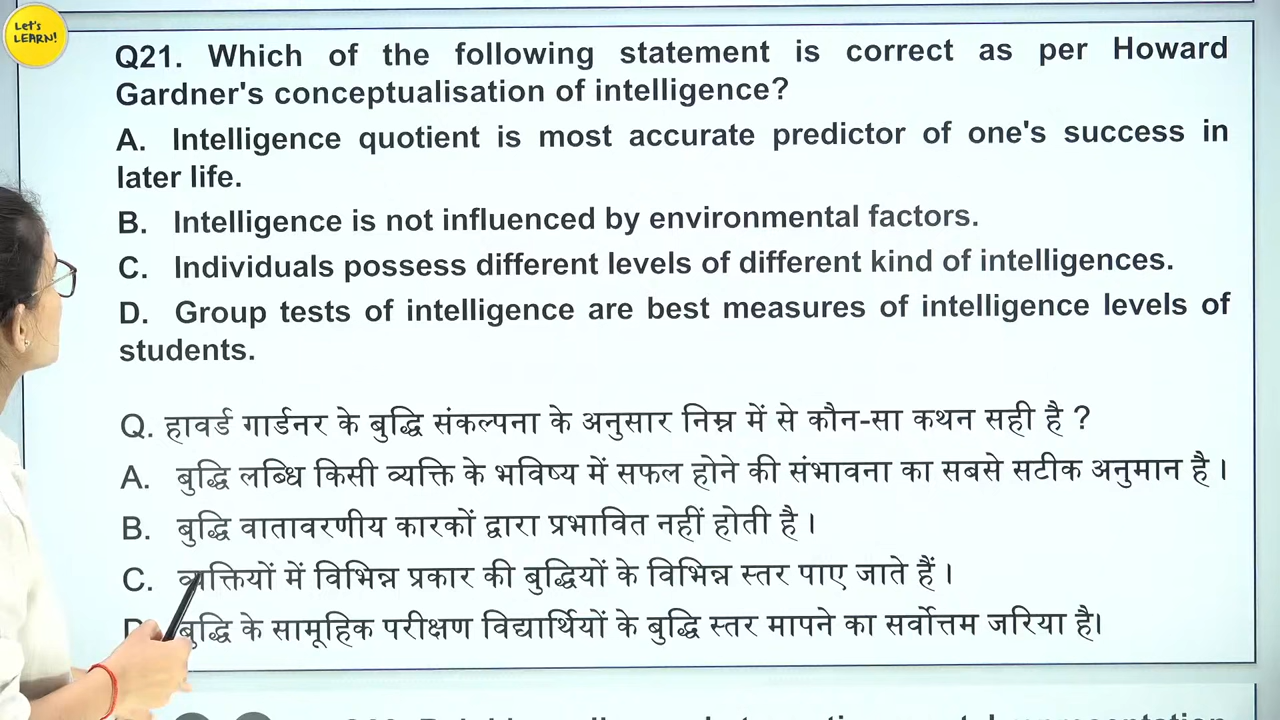 Let's
LEARN!
Q21. Which of the following statement is correct as per Howard
Gardner's conceptualisation of intelligence?
A. Intelligence quotient is most accurate predictor of one's success in
later life.
B. Intelligence is not influenced by environmental factors.
C. Individuals possess different levels of different kind of intelligences.
D. Group tests of intelligence are best measures of intelligence levels of
students.
Q. हावर्ड गार्डनर के बुद्धि संकल्पना के अनुसार निम्न में से कौन-सा कथन सही है ?
A. बुद्धि लब्धि किसी व्यक्ति के भविष्य में सफल होने की संभावना का सबसे सटीक अनुमान है ।
B. बुद्धि वातावरणीय कारकों द्वारा प्रभावित नहीं होती है ।
C. व्यक्तियों में विभिन्न प्रकार की बुद्धियों के विभिन्न स्तर पाए जाते हैं ।
D. बुद्धि के सामूहिक परीक्षण विद्यार्थियों के बुद्धि स्तर मापने का सर्वोत्तम जरिया है।